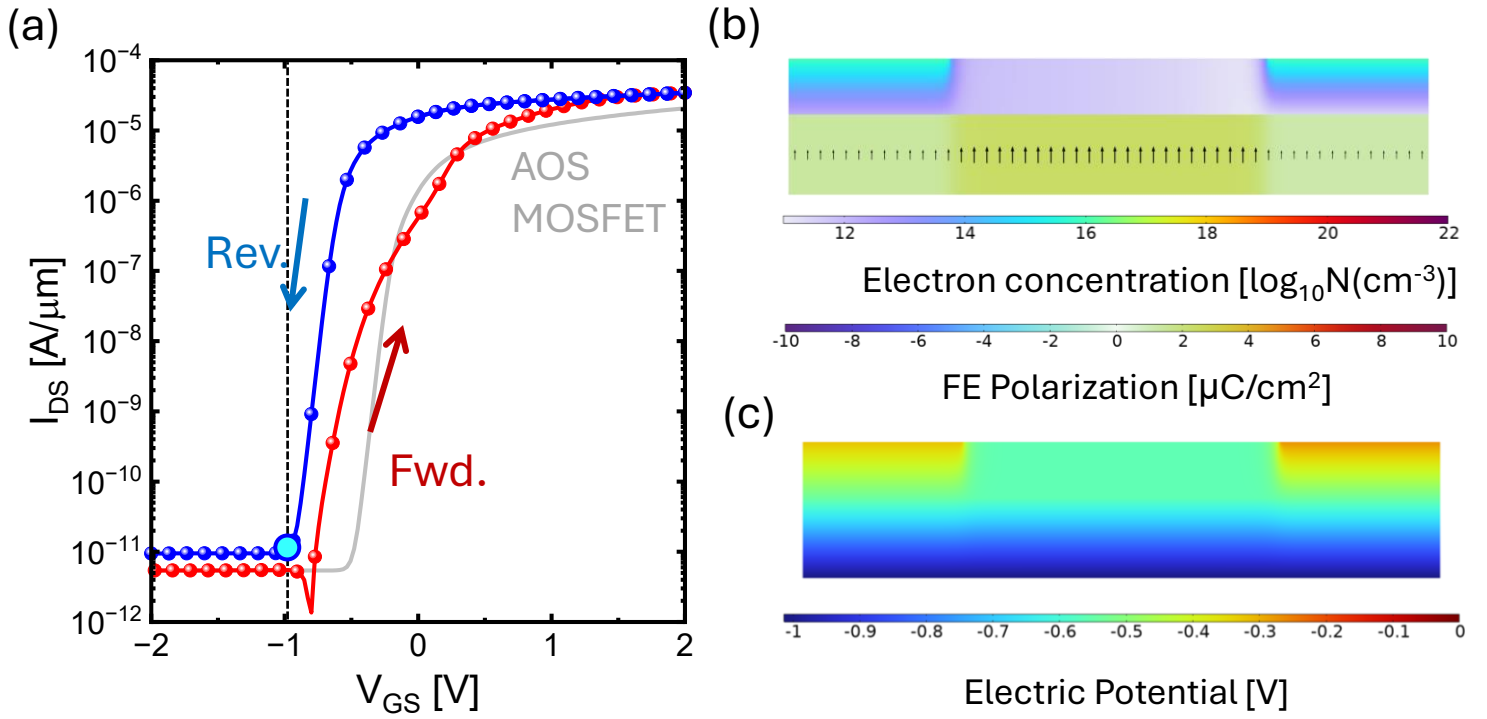 (a)
10⁻⁴
10⁻⁵
10⁻⁶
10⁻⁷
10⁻⁸
10⁻⁹
10⁻¹⁰
10⁻¹¹
10⁻¹²
I_DS [A/μm]
AOS
MOSFET
Rev.
Fwd.
−2 −1 0 1 2
V_GS [V]
(b)
12 14 16 18 20 22
Electron concentration [log₁₀N(cm⁻³)]
-10 -8 -6 -4 -2 0 2 4 6 8 10
FE Polarization [μC/cm²]
(c)
-1 -0.9 -0.8 -0.7 -0.6 -0.5 -0.4 -0.3 -0.2 -0.1 0
Electric Potential [V]